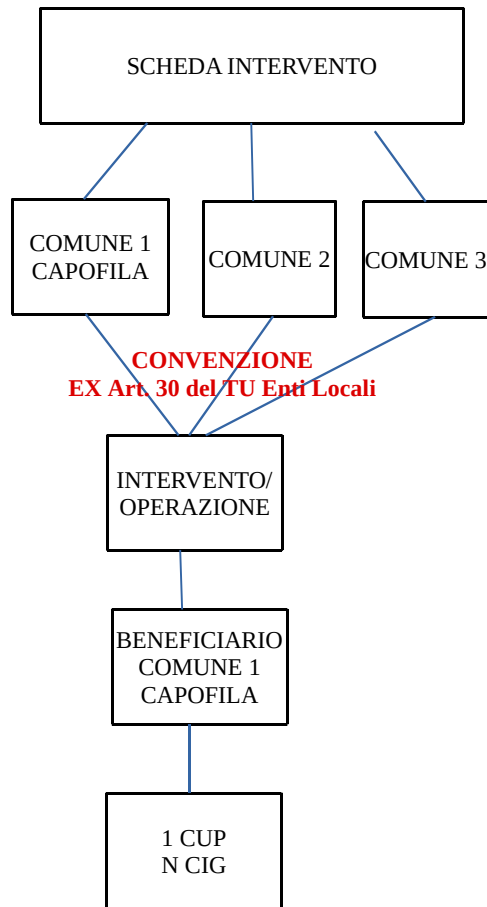 SCHEDA INTERVENTO
COMUNE 1
CAPOFILA
COMUNE 2
COMUNE 3
CONVENZIONE
EX Art. 30 del TU Enti Locali
INTERVENTO/
OPERAZIONE
BENEFICIARIO
COMUNE 1
CAPOFILA
1 CUP
N CIG